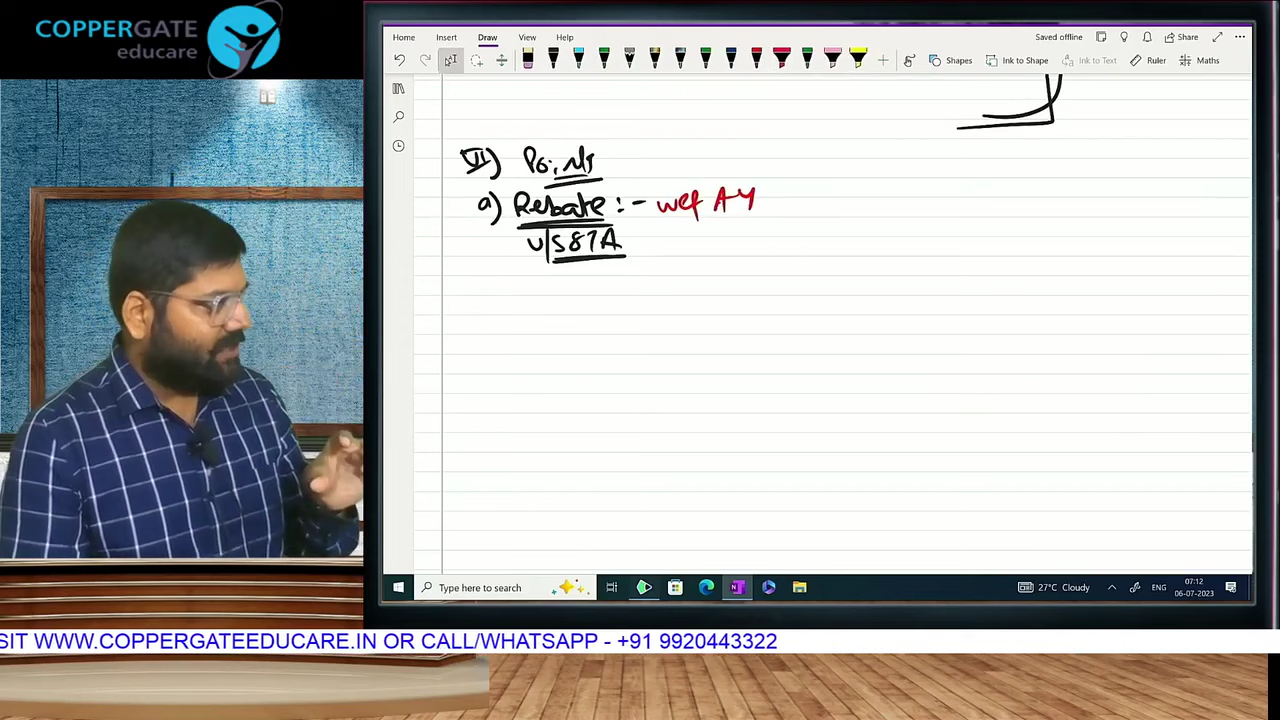 COPPERGATE
educare
Home Insert Draw View Help
Saved offline Share
Shapes Ink to Shape Ink to Text Ruler Maths
VI) Points
a) Rebate :- wef AY
u/s 87A
Type here to search
27°C Cloudy ENG 07:12
06-07-2023
SIT WWW.COPPERGATEEDUCARE.IN OR CALL/WHATSAPP - +91 9920443322